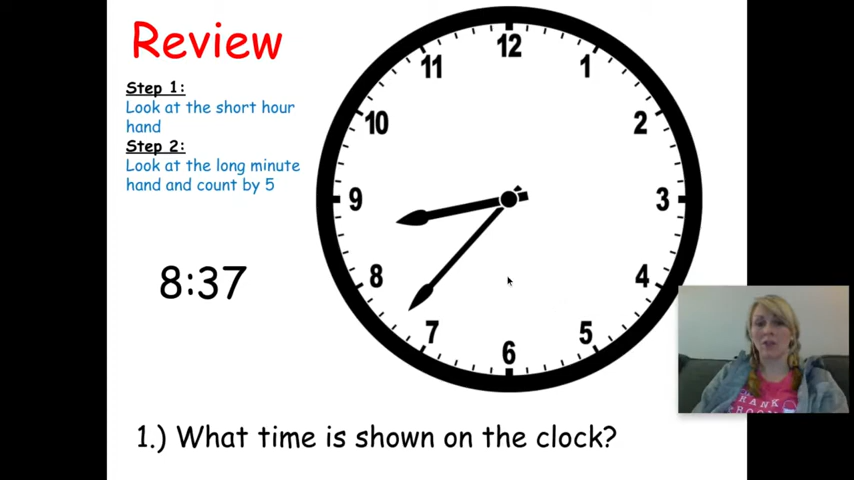 Review
Step 1:
Look at the short hour
hand
Step 2:
Look at the long minute
hand and count by 5
8:37
12
11
1
10
2
9
3
8
4
7
5
6
1.) What time is shown on the clock?
RANK